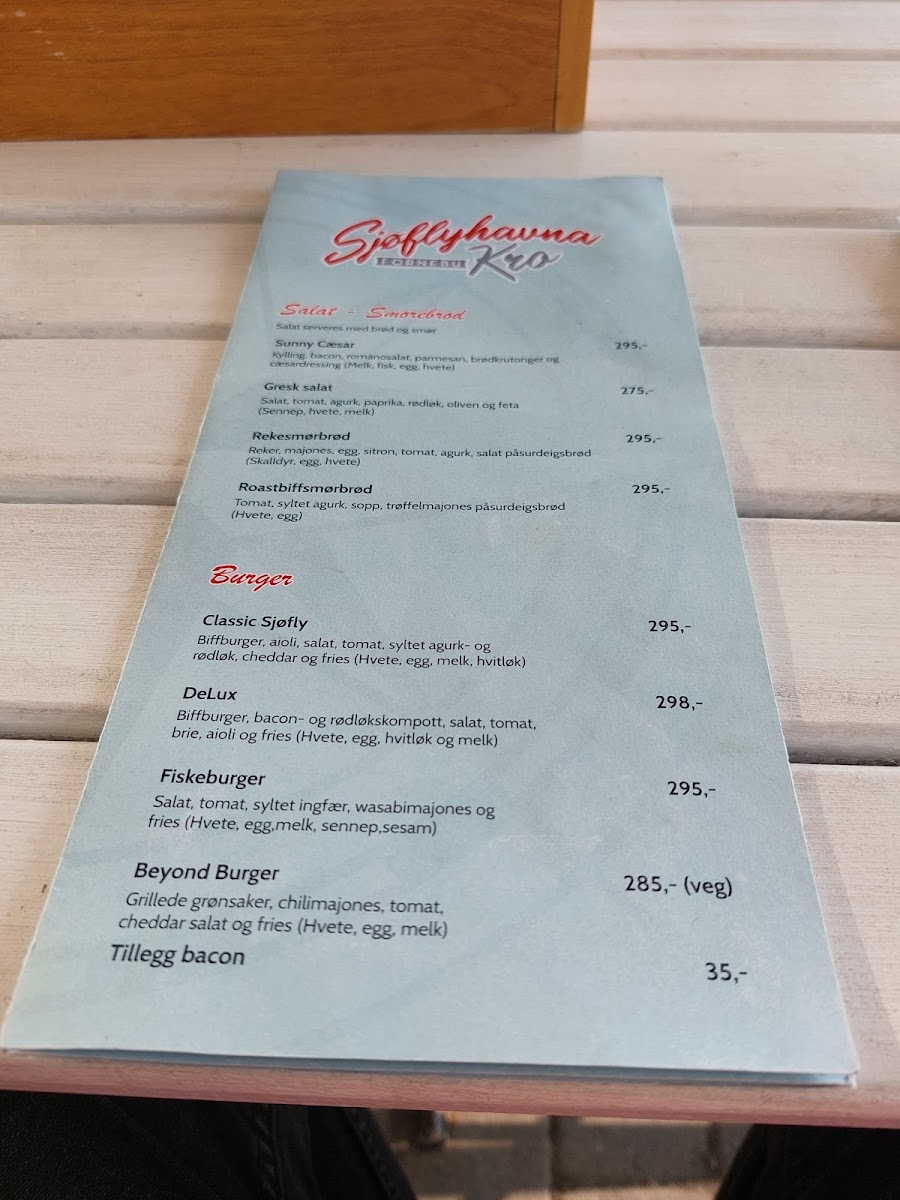 Sjøflyhavna
FORNEBU Kro
Salat - Smørebrød
Salat serveres med brød og smør
Sunny Cæsar 295,-
Kylling, bacon, romanosalat, parmesan, brødkrutonger og
cæsardressing (Melk, fisk, egg, hvete)
Gresk salat 275,-
Salat, tomat, agurk, paprika, rødløk, oliven og feta
(Sennep, hvete, melk)
Rekesmørbrød 295,-
Reker, majones, egg, sitron, tomat, agurk, salat påsurdeigsbrød
(Skalldyr, egg, hvete)
Roastbiffsmørbrød 295,-
Tomat, syltet agurk, sopp, trøffelmajones påsurdeigsbrød
(Hvete, egg)
Burger
Classic Sjøfly 295,-
Biffburger, aioli, salat, tomat, syltet agurk- og
rødløk, cheddar og fries (Hvete, egg, melk, hvitløk)
DeLux 298,-
Biffburger, bacon- og rødløkskompott, salat, tomat,
brie, aioli og fries (Hvete, egg, hvitløk og melk)
Fiskeburger 295,-
Salat, tomat, syltet ingfær, wasabimajones og
fries (Hvete, egg,melk, sennep,sesam)
Beyond Burger 285,- (veg)
Grillede grønsaker, chilimajones, tomat,
cheddar salat og fries (Hvete, egg, melk)
Tillegg bacon 35,-